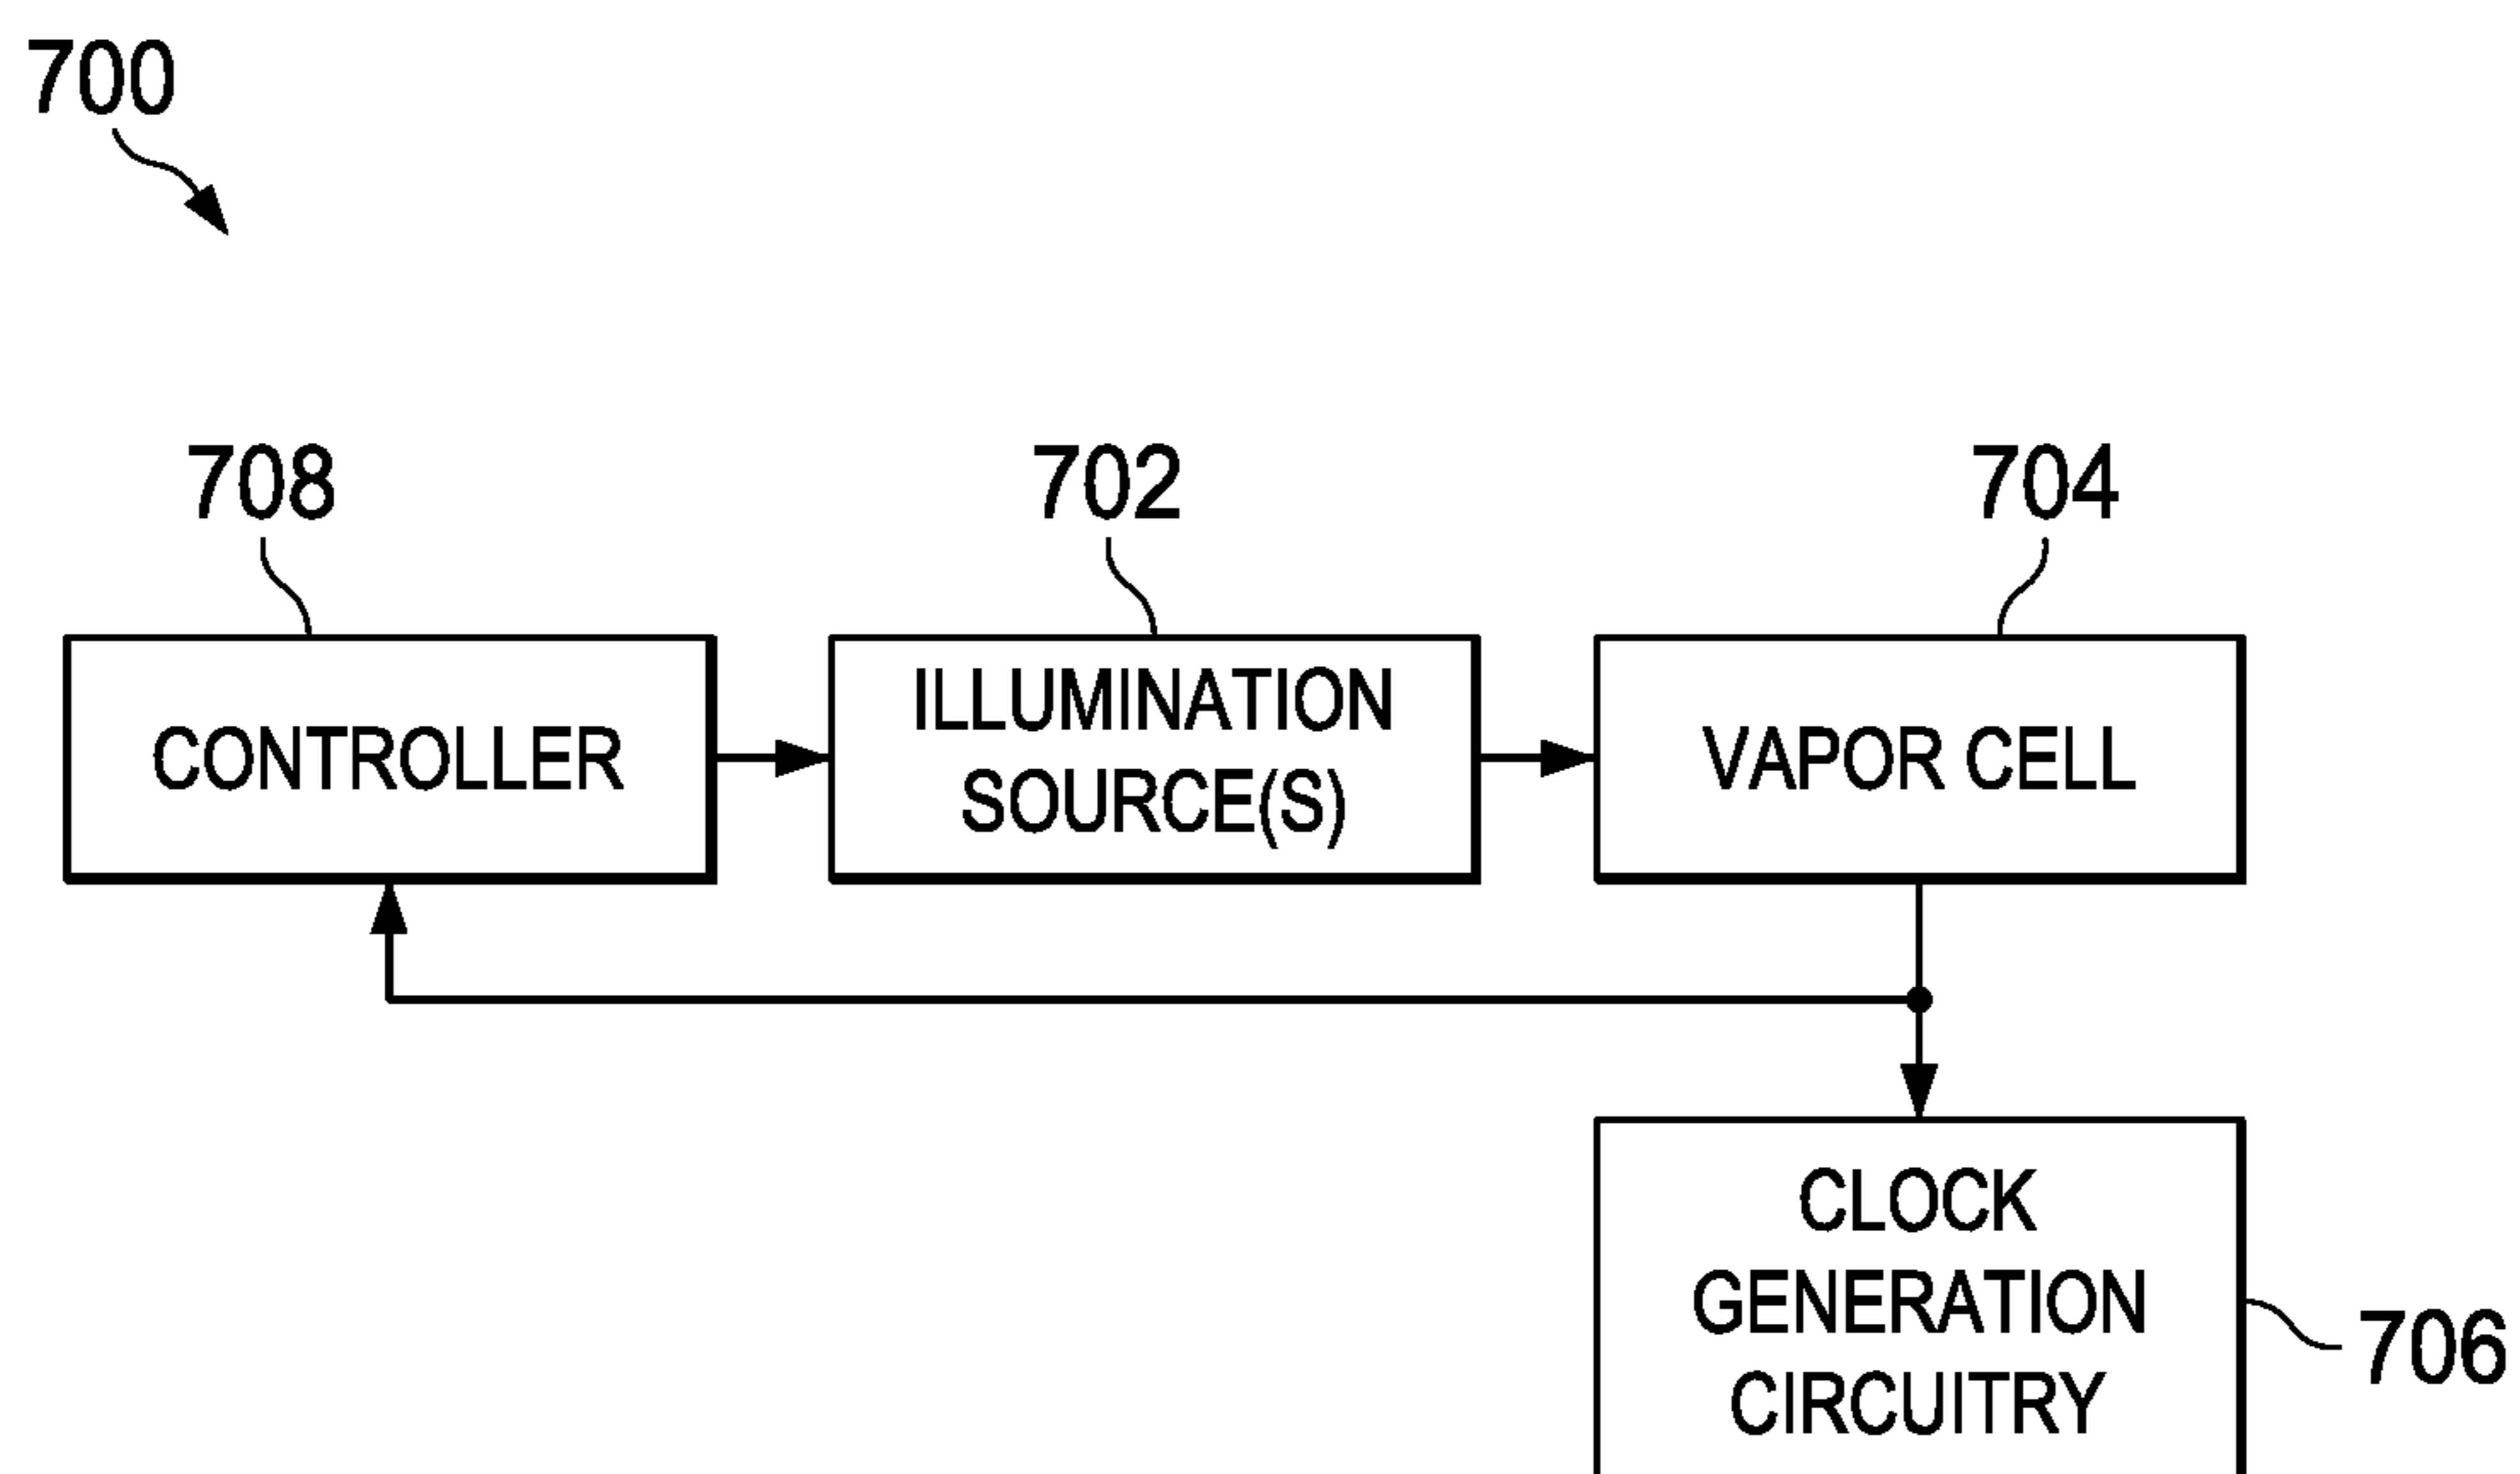 700
708
702
704
CONTROLLER
ILLUMINATION
SOURCE(S)
VAPOR CELL
CLOCK
GENERATION
CIRCUITRY
706